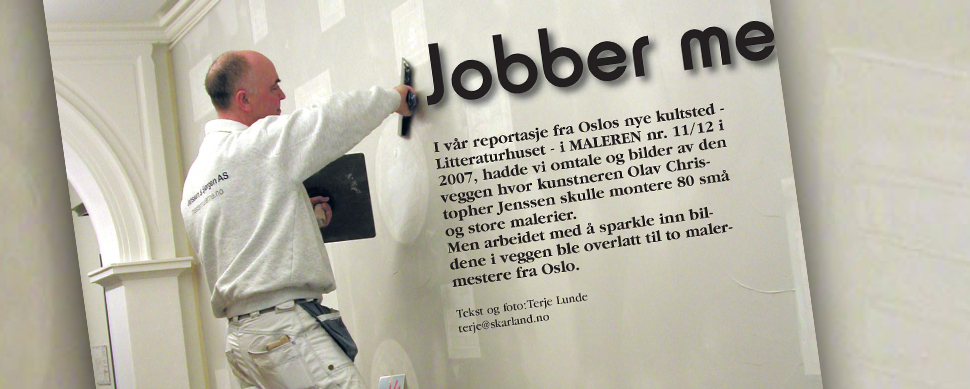 Jobber me
I vår reportasje fra Oslos nye kultsted -
Litteraturhuset - i MALEREN nr. 11/12 i
2007, hadde vi omtale og bilder av den
veggen hvor kunstneren Olav Chris-
topher Jenssen skulle montere 80 små
og store malerier.
Men arbeidet med å sparkle inn bil-
dene i veggen ble overlatt til to maler-
mestere fra Oslo.
Tekst og foto:Terje Lunde
terje@skarland.no